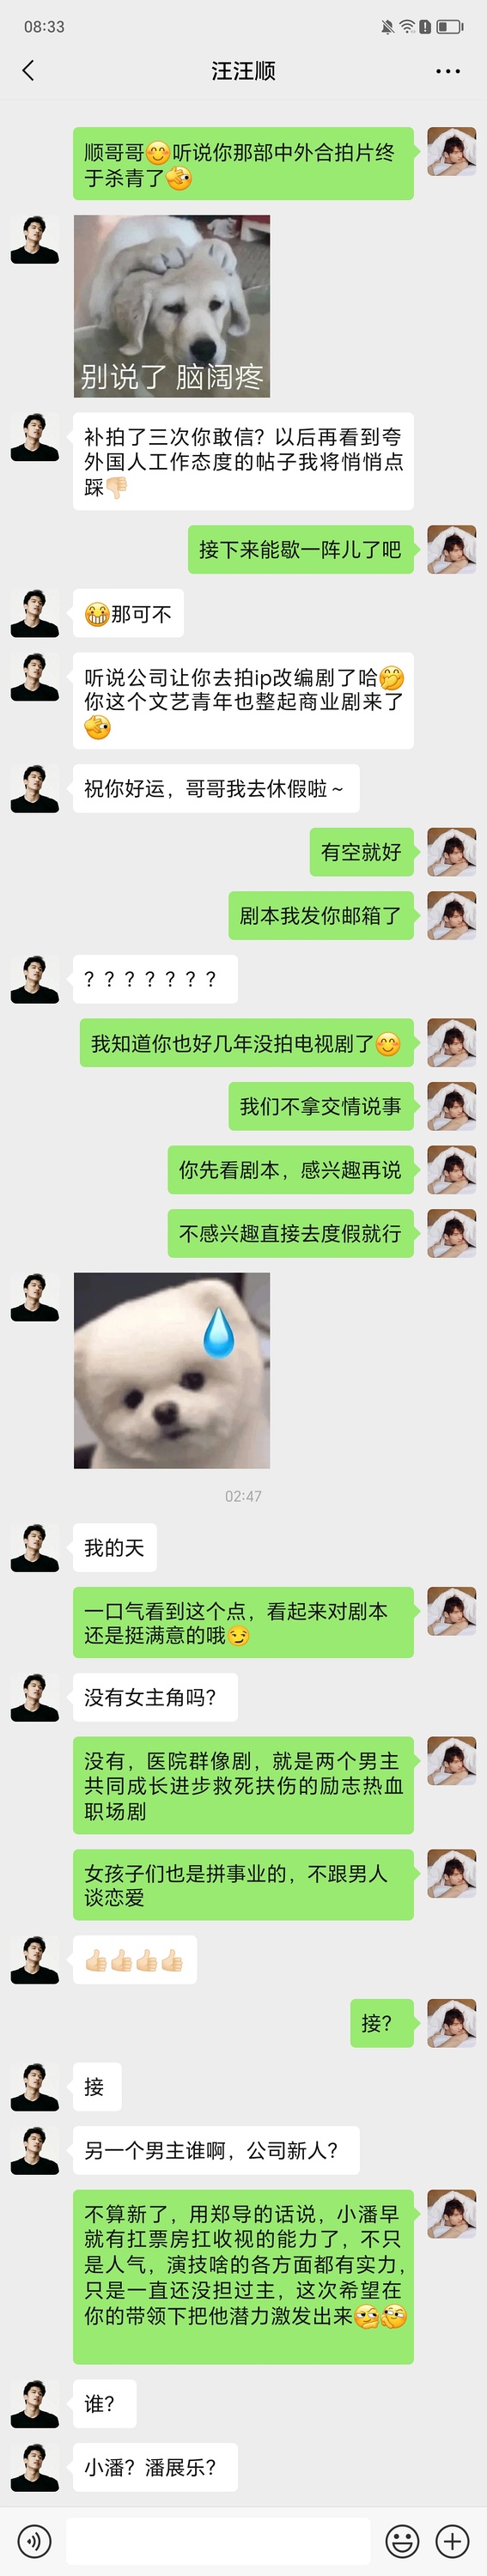 08:33
汪汪顺
顺哥哥😊听说你那部中外合拍片终
于杀青了🫣
别说了 脑阔疼
补拍了三次你敢信？以后再看到夸
外国人工作态度的帖子我将悄悄点
踩👎🏻
接下来能歇一阵儿了吧
😁那可不
听说公司让你去拍ip改编剧了哈🤭
你这个文艺青年也整起商业剧来了
🫣
祝你好运，哥哥我去休假啦～
有空就好
剧本我发你邮箱了
？？？？？？？
我知道你也好几年没拍电视剧了😊
我们不拿交情说事
你先看剧本，感兴趣再说
不感兴趣直接去度假就行
02:47
我的天
一口气看到这个点，看起来对剧本
还是挺满意的哦😏
没有女主角吗？
没有，医院群像剧，就是两个男主
共同成长进步救死扶伤的励志热血
职场剧
女孩子们也是拼事业的，不跟男人
谈恋爱
👍🏻👍🏻👍🏻👍🏻
接？
接
另一个男主谁啊，公司新人？
不算新了，用郑导的话说，小潘早
就有扛票房扛收视的能力了，不只
是人气，演技啥的各方面都有实力，
只是一直还没担过主，这次希望在
你的带领下把他潜力激发出来🫣🫣
谁？
小潘？潘展乐？